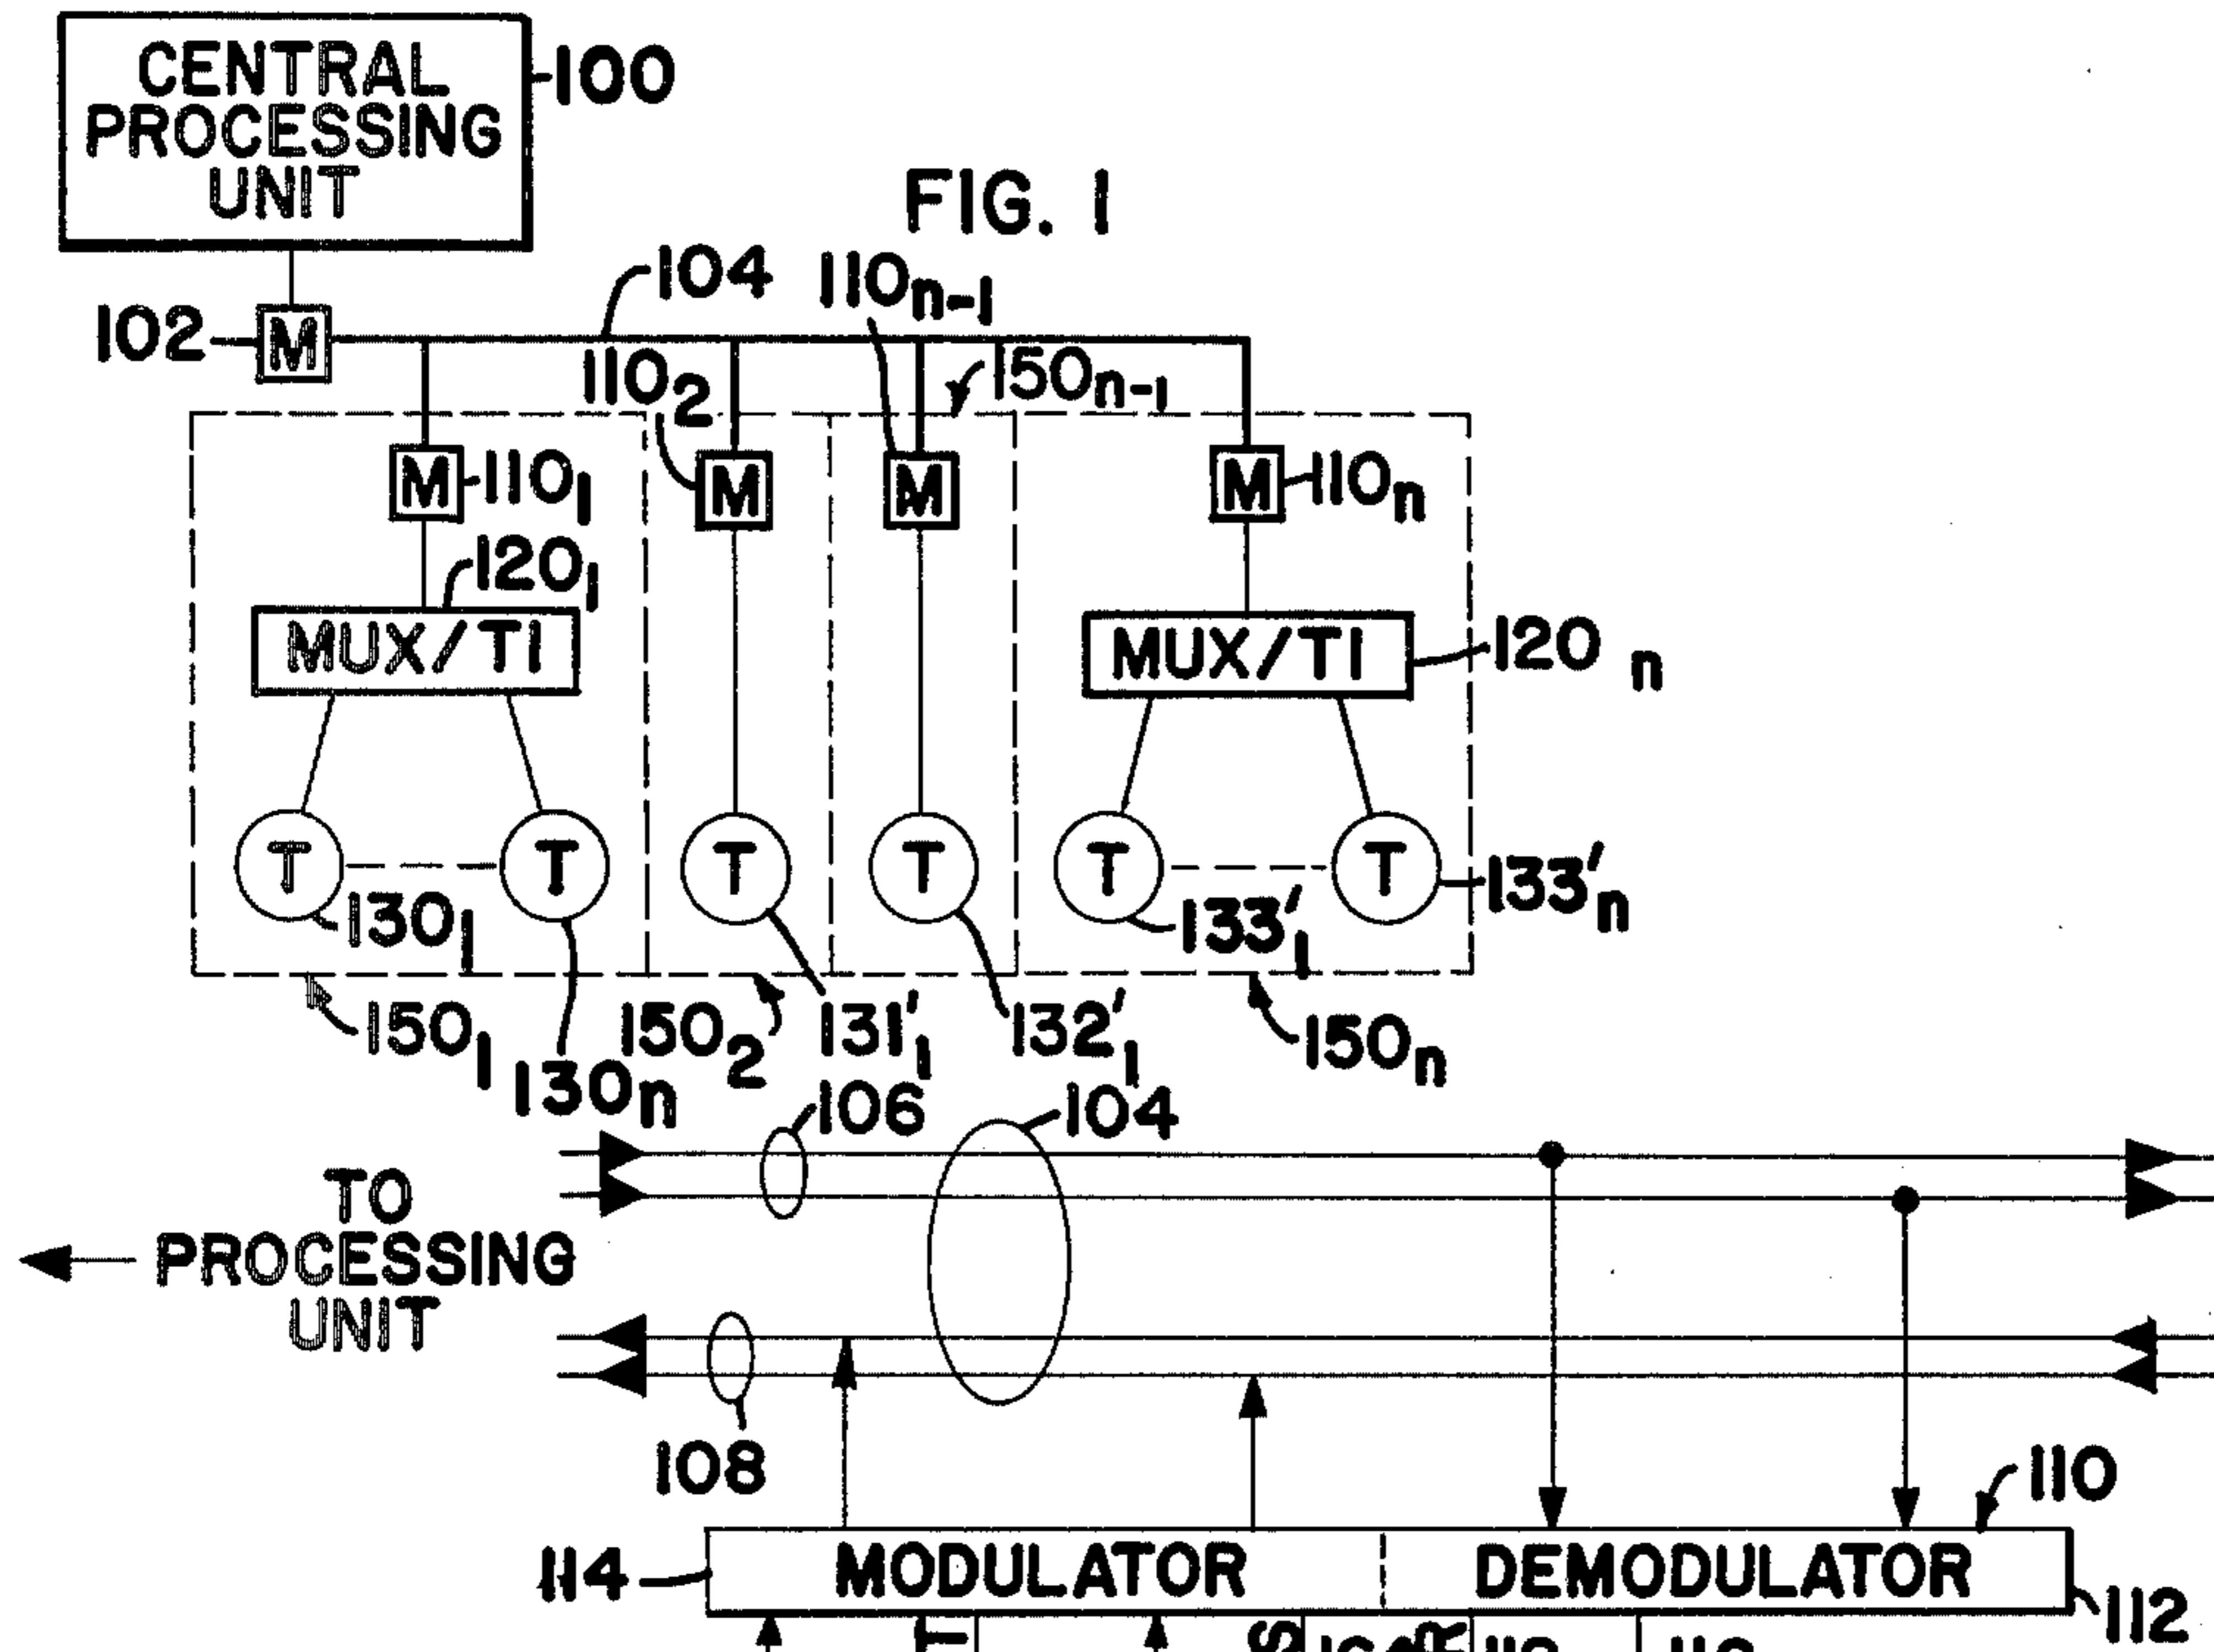 CENTRAL
PROCESSING
UNIT
100
FIG. 1
104
110n-1
102
M
110₂
150n-1
M
110₁
M
M
M
110n
120₁
MUX/TI
MUX/TI
120 n
T
T
T
T
T
T
130₁
133'₁
133'n
150₁
130n
150₂
131'₁
132'₁
150n
106
104
TO
PROCESSING
UNIT
108
110
114
MODULATOR
DEMODULATOR
112